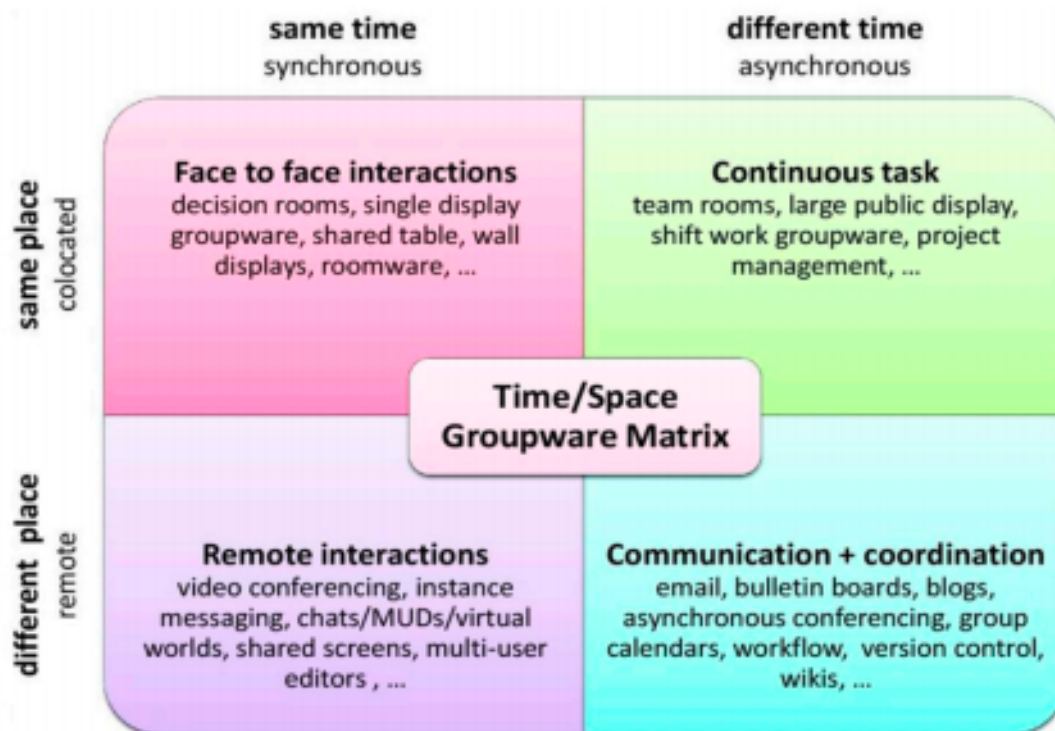 same time
synchronous
different time
asynchronous
same place
colocated
Face to face interactions
decision rooms, single display
groupware, shared table, wall
displays, roomware, ...
Continuous task
team rooms, large public display,
shift work groupware, project
management, ...
Time/Space
Groupware Matrix
different place
remote
Remote interactions
video conferencing, instance
messaging, chats/MUDs/virtual
worlds, shared screens, multi-user
editors , ...
Communication + coordination
email, bulletin boards, blogs,
asynchronous conferencing, group
calendars, workflow, version control,
wikis, ...